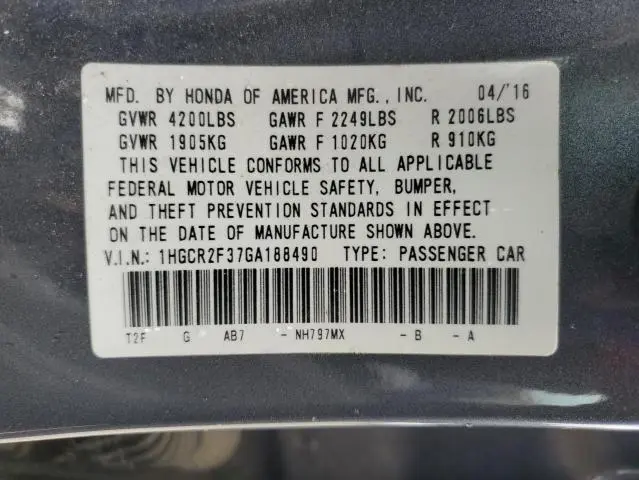 MFD. BY HONDA OF AMERICA MFG., INC. 04/'16
GVWR 4200LBS GAWR F 2249LBS R 2006LBS
GVWR 1905KG GAWR F 1020KG R 910KG
THIS VEHICLE CONFORMS TO ALL APPLICABLE
FEDERAL MOTOR VEHICLE SAFETY, BUMPER,
AND THEFT PREVENTION STANDARDS IN EFFECT
ON THE DATE OF MANUFACTURE SHOWN ABOVE.
V.I.N.: 1HGCR2F37GA188490 TYPE: PASSENGER CAR
T2F G AB7 - NH797MX - B - A